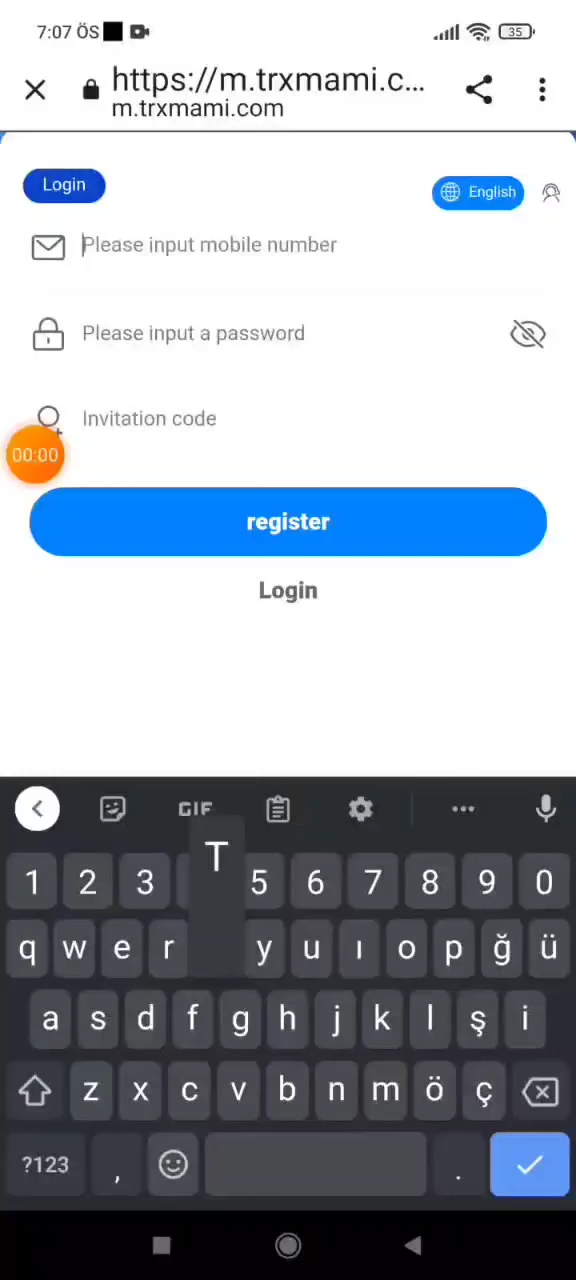 7:07 ÖS
35
https://m.trxmami.c...
m.trxmami.com
Login
English
Please input mobile number
Please input a password
Invitation code
00:00
register
Login
GIF
T
1 2 3 5 6 7 8 9 0
q w e r y u ı o p ğ ü
a s d f g h j k l ş i
z x c v b n m ö ç
?123 , .